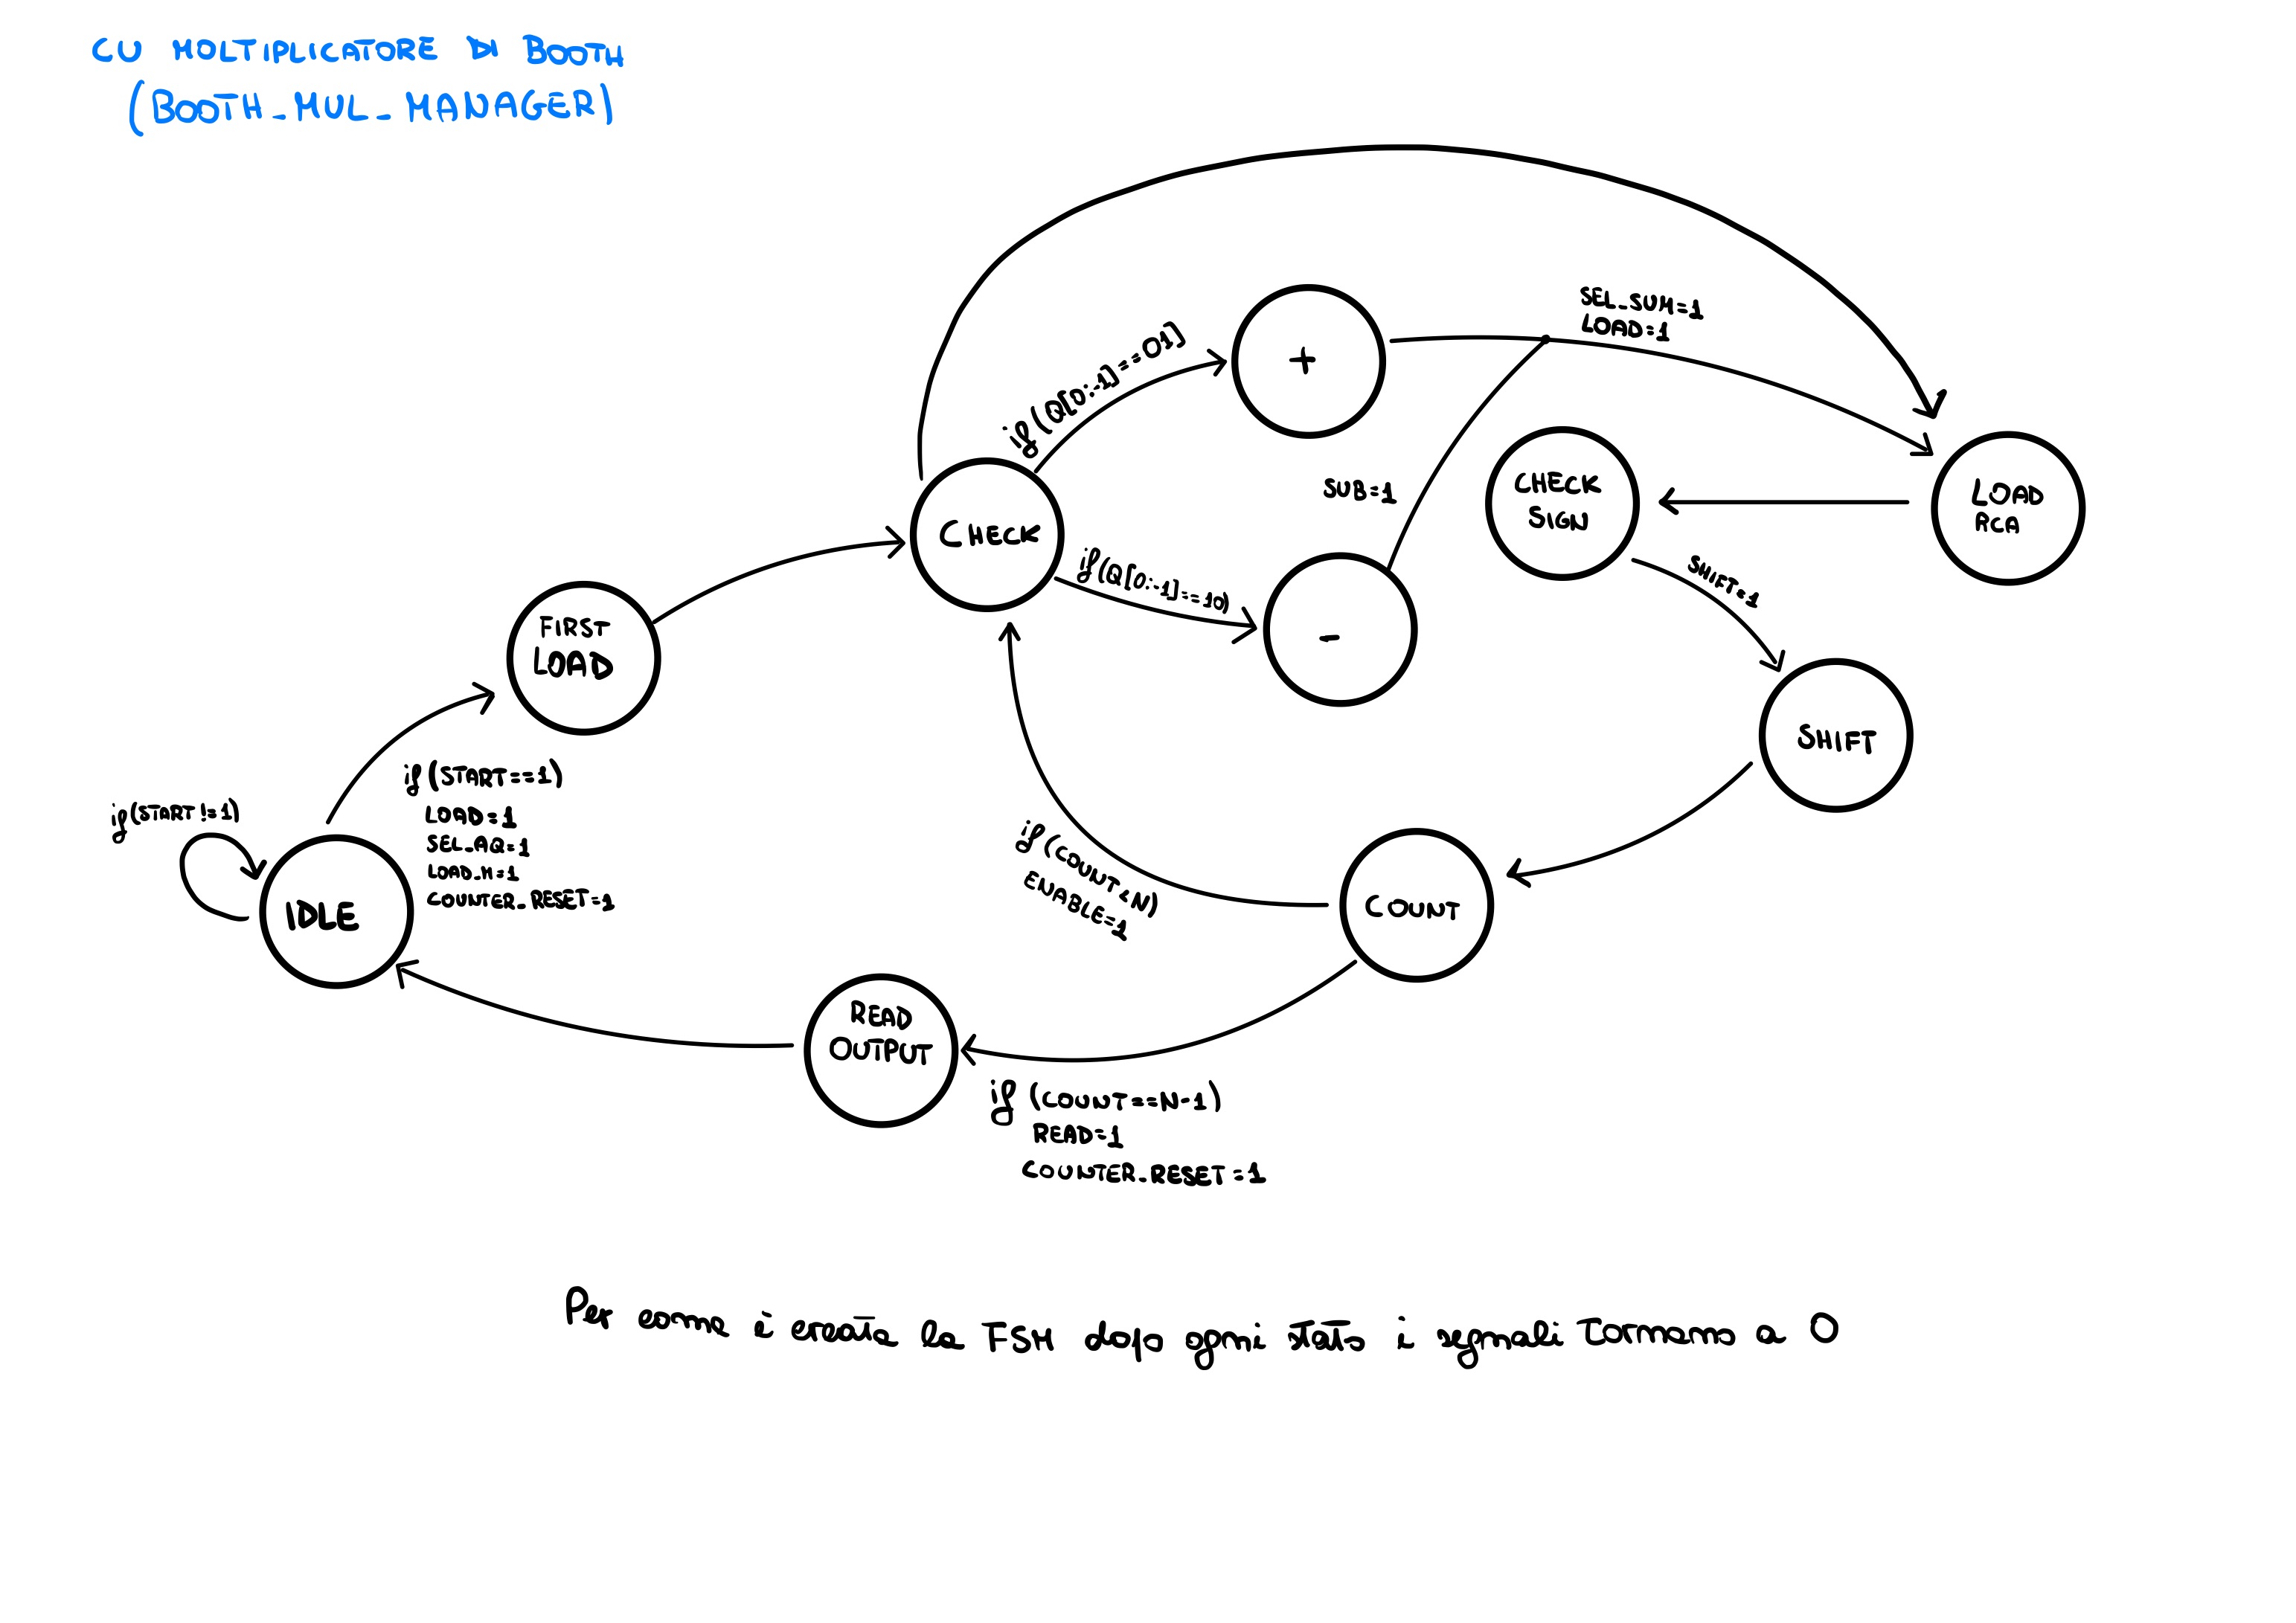 CU MOLTIPLICATORE DI BOOTH
(BOOTH_MUL_MANAGER)
SEL_SUM=1
LOAD=1
if(Q[0:-1]==01)
+
CHECK
SIGN
LOAD
RCA
SUB=1
CHECK
if(Q[0:-1]==10)
SHIFT=1
FIRST
LOAD
-
SHIFT
if(START==1)
LOAD=1
SEL_AQ=1
LOAD_M=1
COUNTER_RESET=1
if(START!=1)
IDLE
if(COUNT<N)
ENABLE=1
COUNT
READ
OUTPUT
if (COUNT==N-1)
READ=1
COUNTER_RESET=1
Per come è creata la FSM dopo ogni stato i segnali tornano a 0